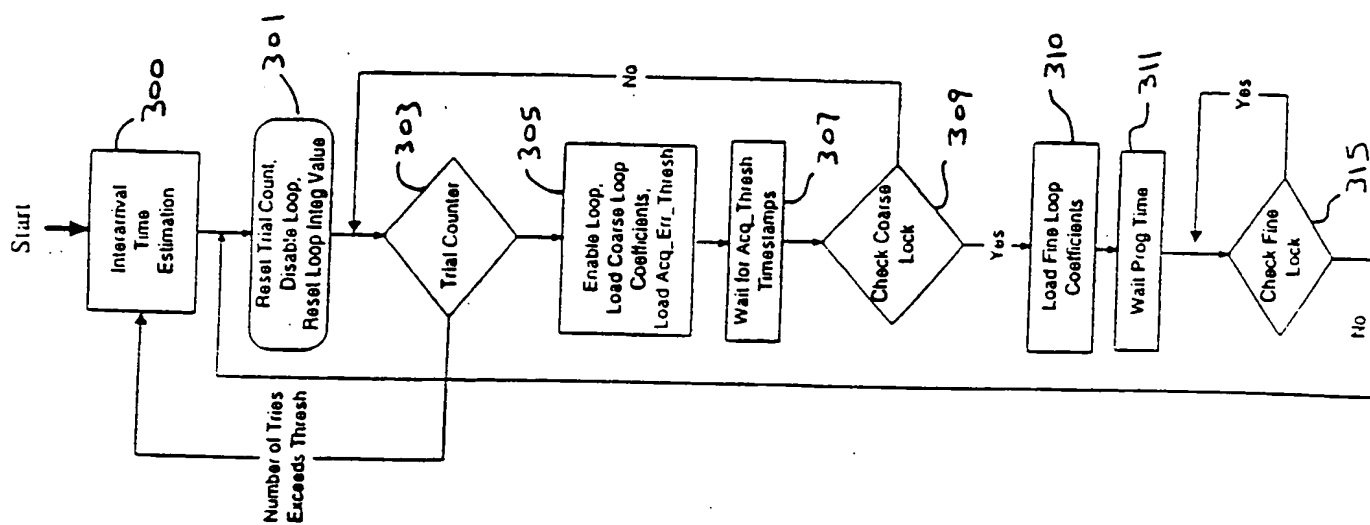 Start
Interarrival
Time
Estimation
300
Reset Trial Count,
Disable Loop,
Reset Loop Integ Value
301
Trial Counter
303
Number of Tries
Exceeds Thresh
Enable Loop,
Load Coarse Loop
Coefficients,
Load Acq_Err_Thresh
305
Wait for Acq_Thresh
Timestamps
307
Check Coarse
Lock
309
No
Yes
Load Fine Loop
Coefficients
310
Wait Prog Time
311
Check Fine
Lock
315
Yes
No